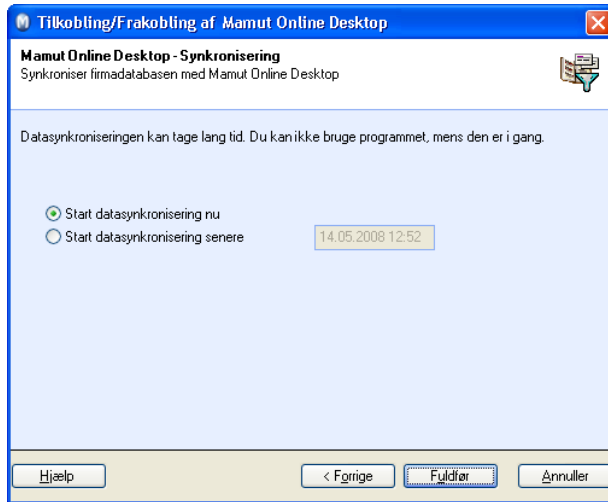 Tilkobling/Frakobling af Mamut Online Desktop
Mamut Online Desktop - Synkronisering
Synkroniser firmadatabasen med Mamut Online Desktop
Datasynkroniseringen kan tage lang tid. Du kan ikke bruge programmet, mens den er i gang.
Start datasynkronisering nu
Start datasynkronisering senere 14.05.2008 12:52
Hjælp < Forrige Fuldfør Annuller